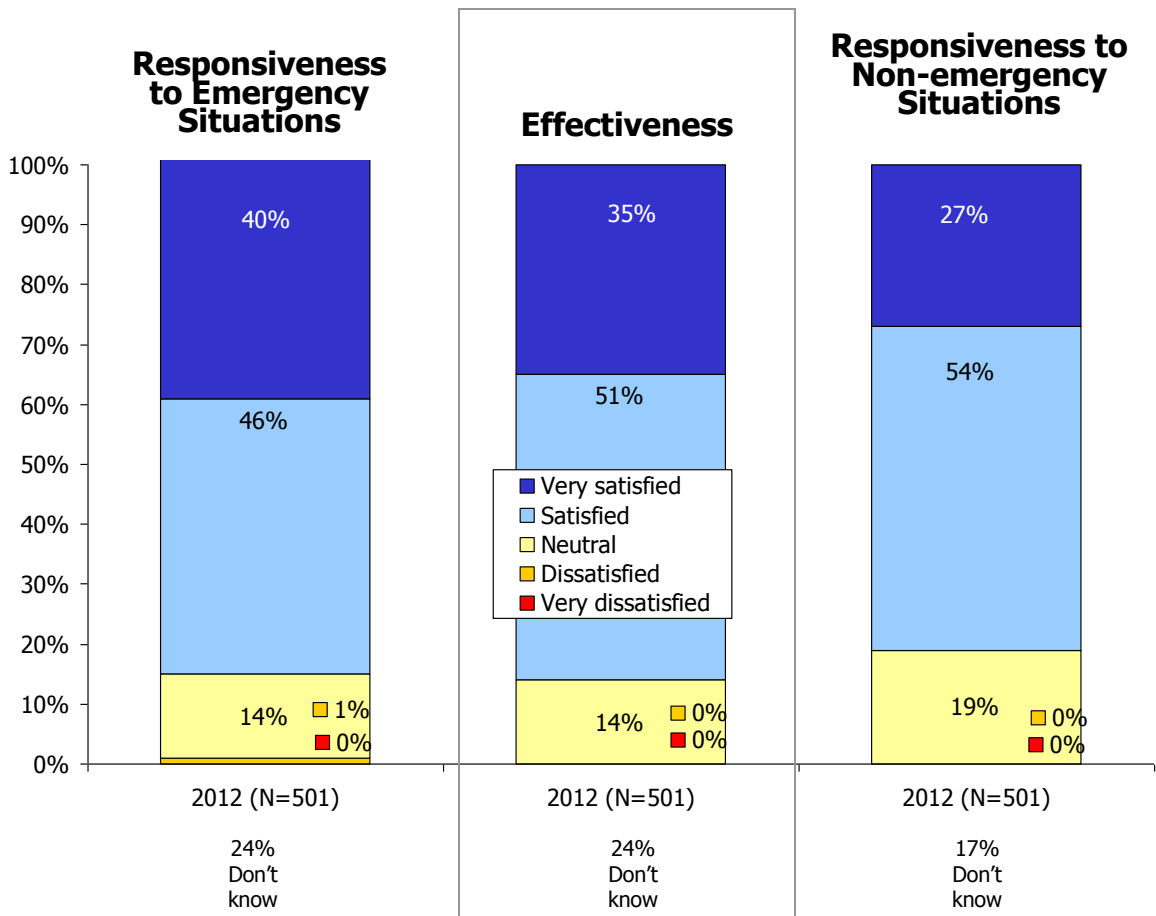 Responsiveness
to Emergency
Situations
Effectiveness
Responsiveness to
Non-emergency
Situations
100%
90%
80%
70%
60%
50%
40%
30%
20%
10%
0%
40%
46%
14%
1%
0%
35%
51%
14%
0%
0%
27%
54%
19%
0%
0%
Very satisfied
Satisfied
Neutral
Dissatisfied
Very dissatisfied
2012 (N=501)
2012 (N=501)
2012 (N=501)
24%
Don't
know
24%
Don't
know
17%
Don't
know